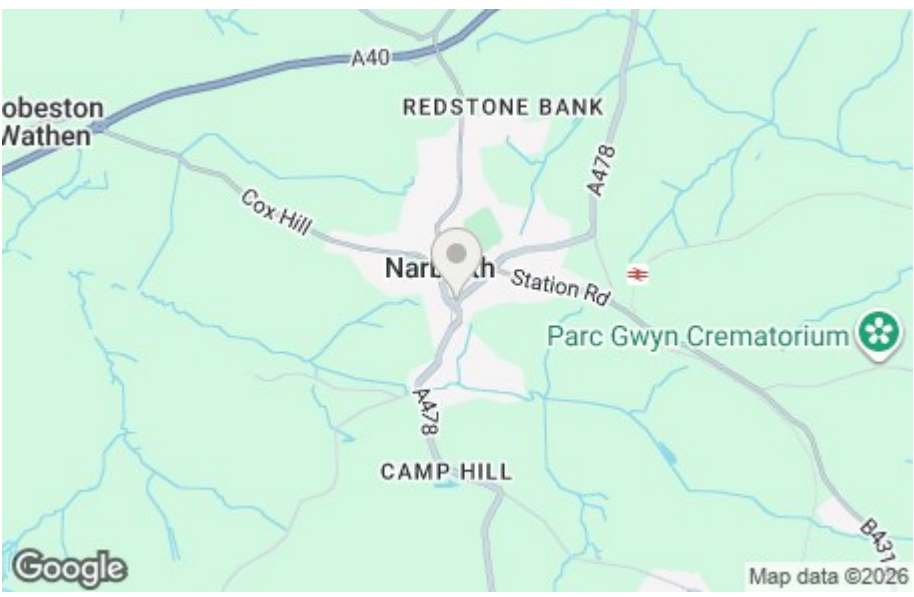 A40
REDSTONE BANK
obeston
Wathen
A478
Cox Hill
Station Rd
Parc Gwyn Crematorium
A478
CAMP HILL
B431
Google
Map data ©2026